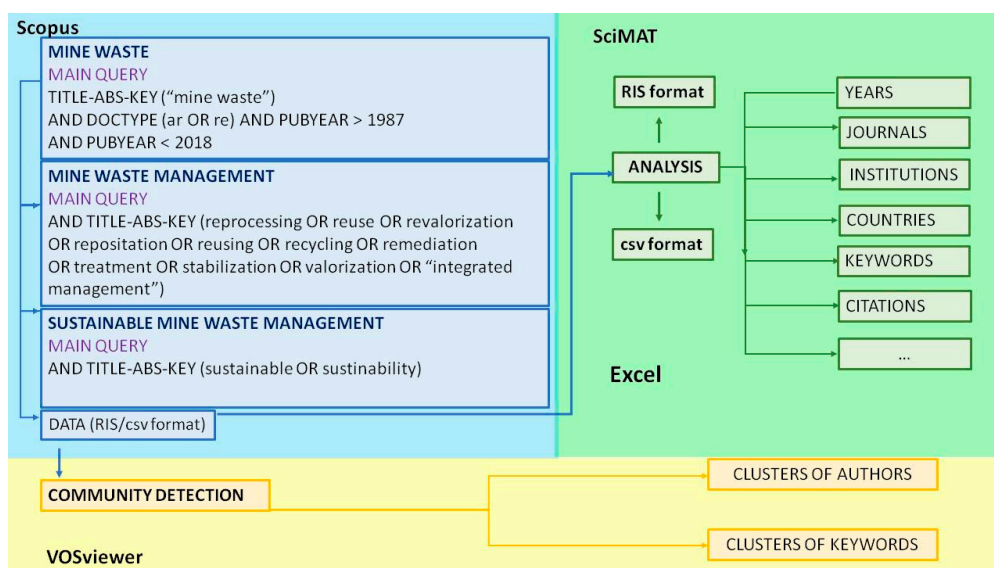 Scopus
MINE WASTE
MAIN QUERY
TITLE-ABS-KEY (“mine waste”)
AND DOCTYPE (ar OR re) AND PUBYEAR > 1987
AND PUBYEAR < 2018
MINE WASTE MANAGEMENT
MAIN QUERY
AND TITLE-ABS-KEY (reprocessing OR reuse OR revalorization
OR repositation OR reusing OR recycling OR remediation
OR treatment OR stabilization OR valorization OR “integrated
management”)
SUSTAINABLE MINE WASTE MANAGEMENT
MAIN QUERY
AND TITLE-ABS-KEY (sustainable OR sustinability)
DATA (RIS/csv format)
SciMAT
RIS format
ANALYSIS
csv format
YEARS
JOURNALS
INSTITUTIONS
COUNTRIES
KEYWORDS
CITATIONS
...
Excel
COMMUNITY DETECTION
CLUSTERS OF AUTHORS
CLUSTERS OF KEYWORDS
VOSviewer